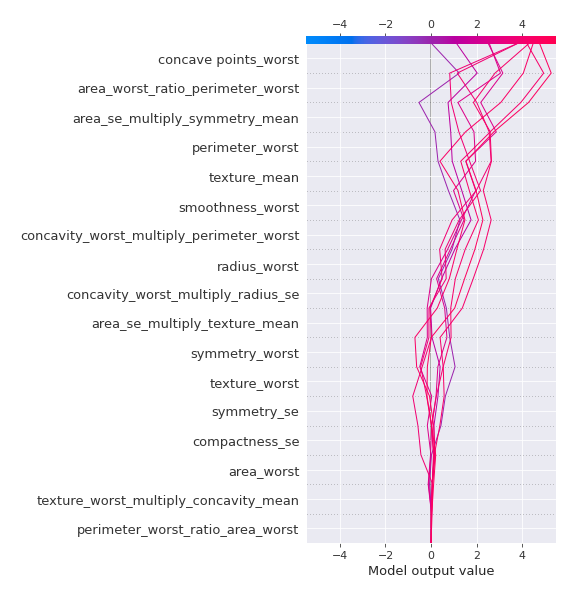 −4 −2 0 2 4
concave points_worst
area_worst_ratio_perimeter_worst
area_se_multiply_symmetry_mean
perimeter_worst
texture_mean
smoothness_worst
concavity_worst_multiply_perimeter_worst
radius_worst
concavity_worst_multiply_radius_se
area_se_multiply_texture_mean
symmetry_worst
texture_worst
symmetry_se
compactness_se
area_worst
texture_worst_multiply_concavity_mean
perimeter_worst_ratio_area_worst
−4 −2 0 2 4
Model output value